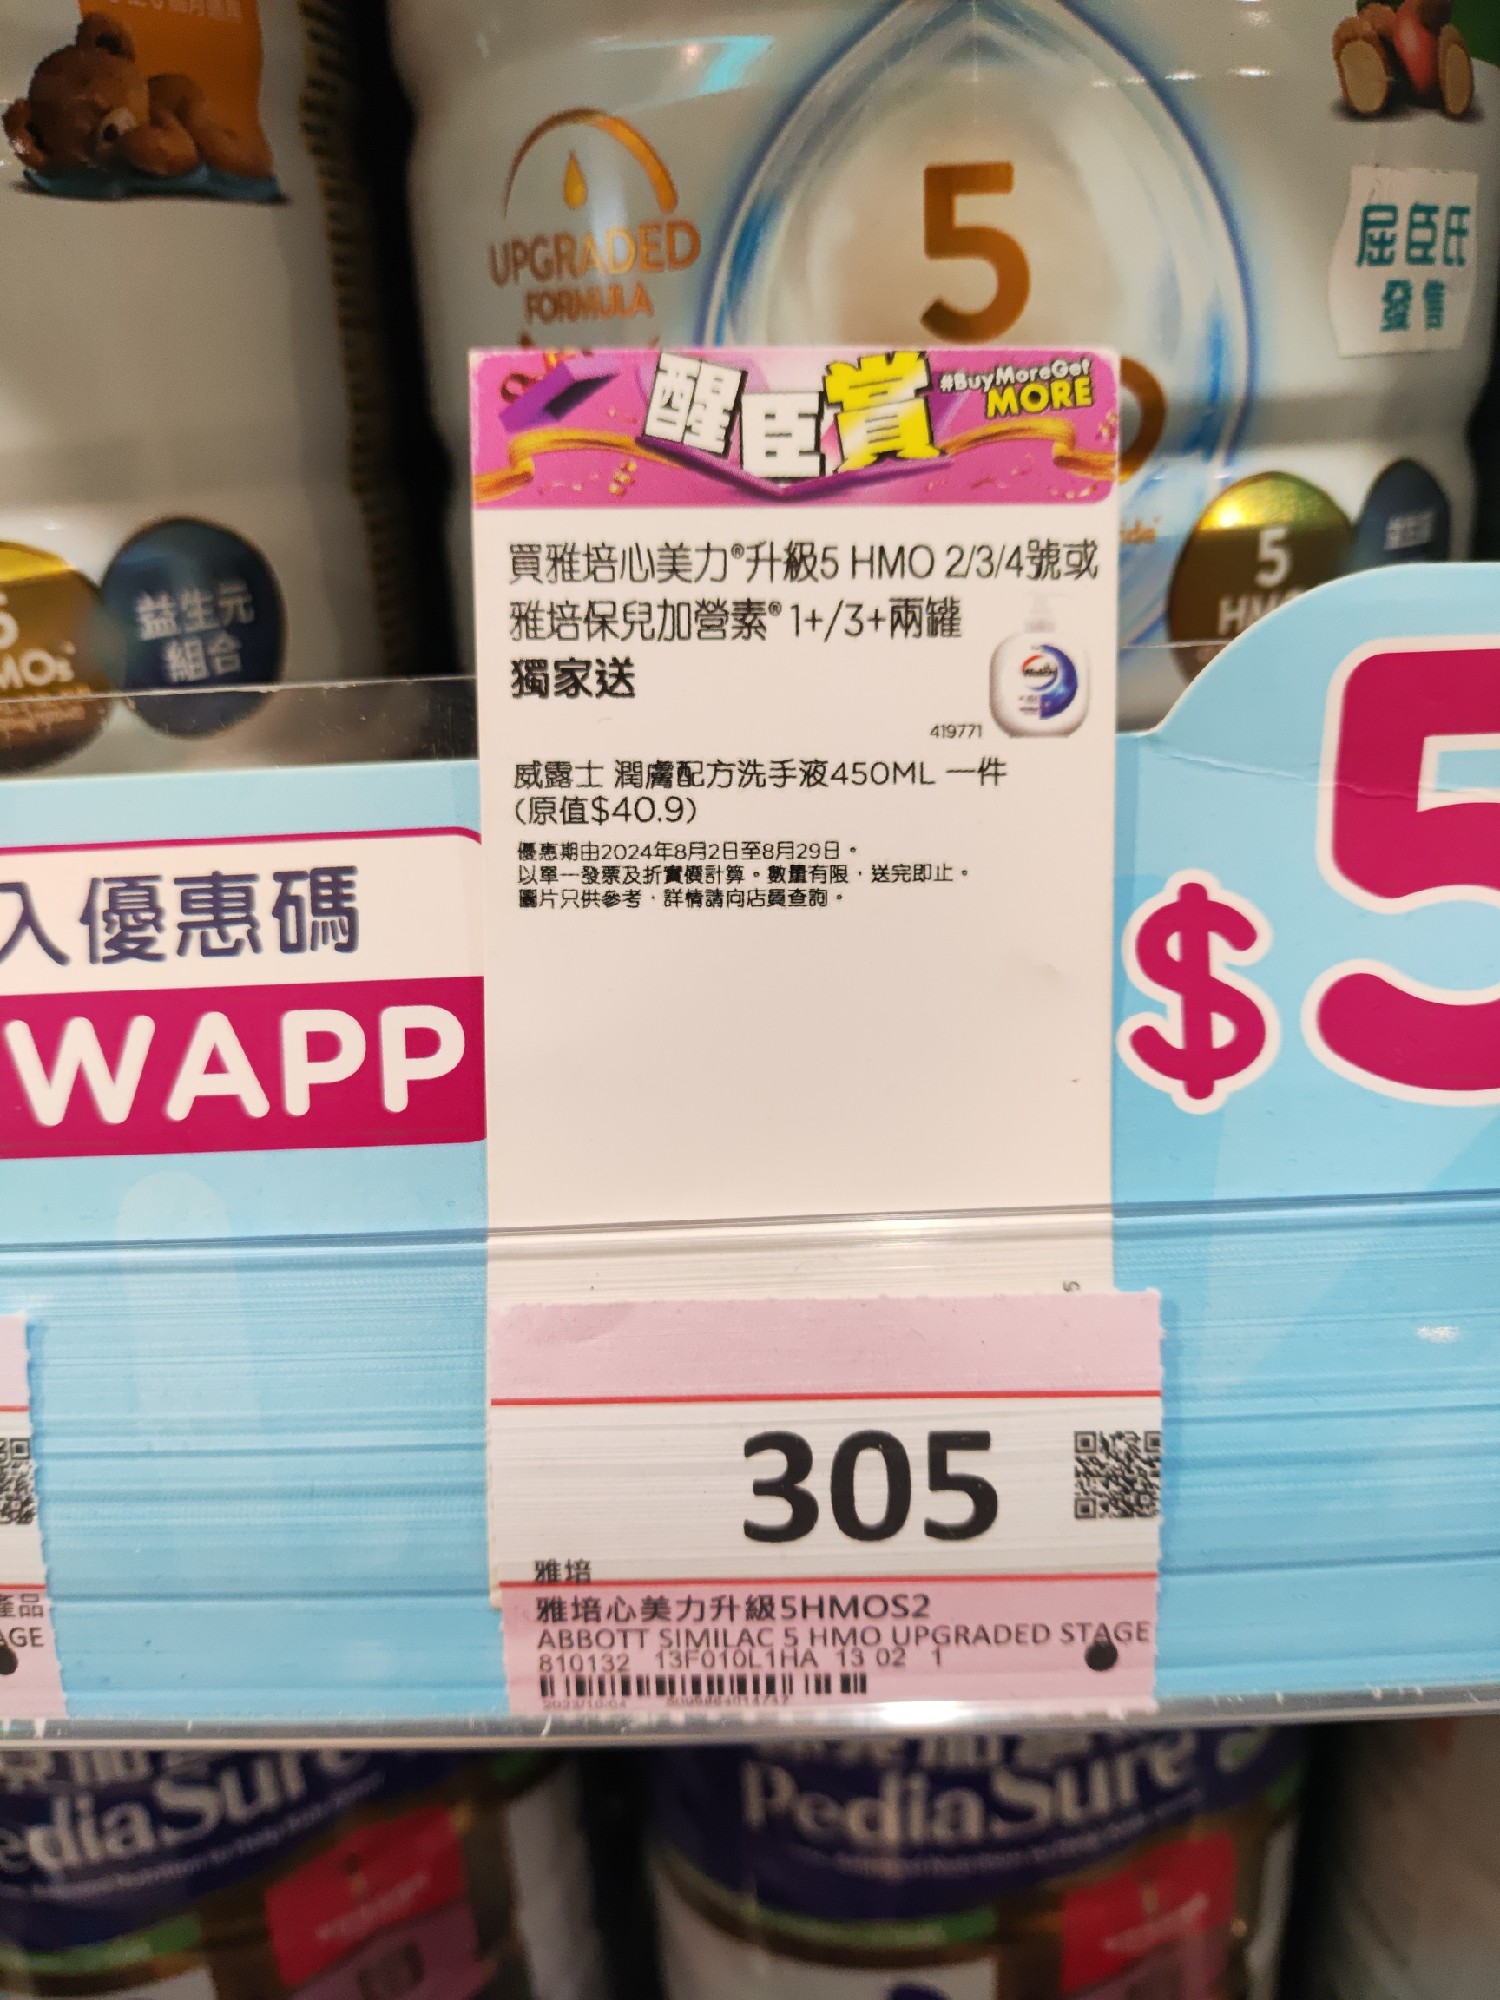 UPGRADED
FORMULA
5
屈臣氏
發售
醒臣賞
#BuyMoreGet
MORE
買雅培心美力®升級5 HMO 2/3/4號或
雅培保兒加營素®1+/3+兩罐
獨家送
419771
威露士 潤膚配方洗手液450ML 一件
(原值$40.9)
優惠期由2024年8月2日至8月29日。
以單一發票及折實價計算。數量有限，送完即止。
圖片只供參考，詳情請向店員查詢。
益生元
組合
5
入優惠碼
WAPP
$5
305
雅培
雅培心美力升級5HMOS2
ABBOTT SIMILAC 5 HMO UPGRADED STAGE
810132 13F010L1HA 13 02 1
產品
AGE
ediaSure
PediaSure